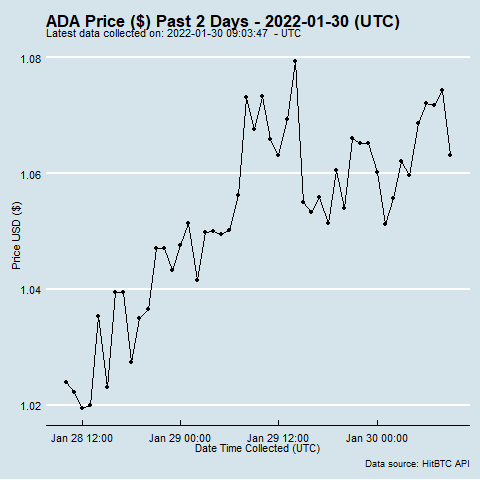 ADA Price ($) Past 2 Days - 2022-01-30 (UTC)
Latest data collected on: 2022-01-30 09:03:47  - UTC
1.08
1.06
1.04
1.02
Price USD ($)
Jan 28 12:00 Jan 29 00:00 Jan 29 12:00 Jan 30 00:00
Date Time Collected (UTC)
Data source: HitBTC API